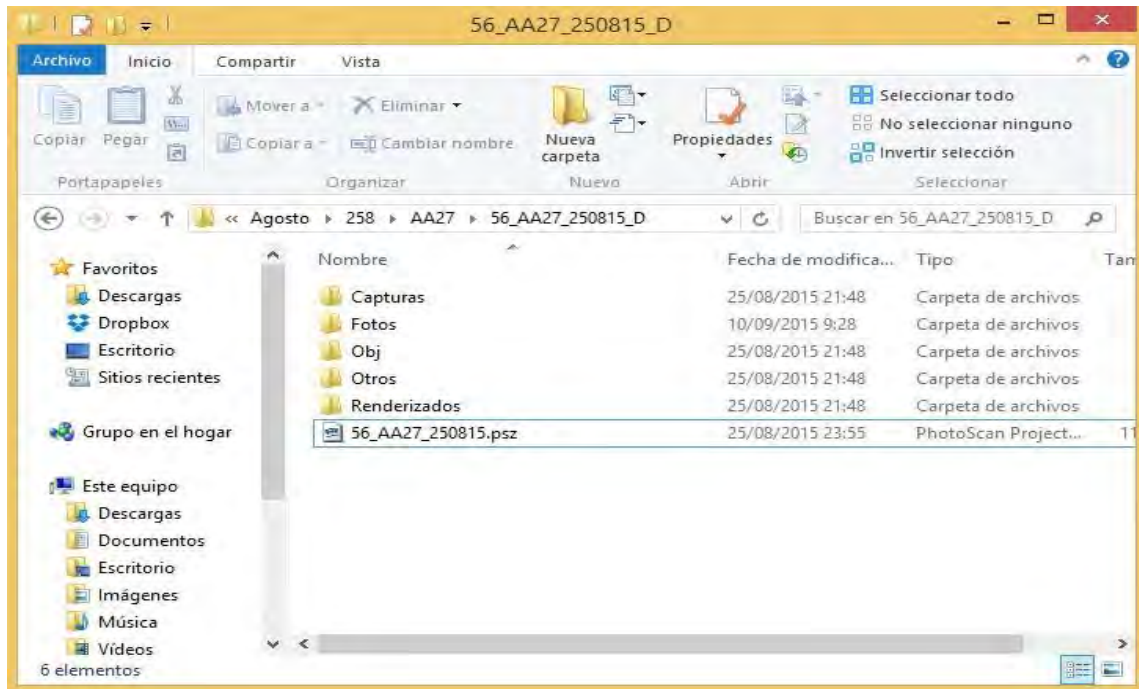 56_AA27_250815_D
Archivo Inicio Compartir Vista
Copiar Pegar Mover a Eliminar Nueva carpeta Propiedades Seleccionar todo
Copiar a Cambiar nombre No seleccionar ninguno
Invertir selección
Portapapeles Organizar Nuevo Abrir Seleccionar
« Agosto 258 AA27 56_AA27_250815_D Buscar en 56_AA27_250815_D
Nombre Fecha de modifica... Tipo Tam
Favoritos
Descargas
Dropbox
Escritorio
Sitios recientes
Grupo en el hogar
Este equipo
Descargas
Documentos
Escritorio
Imágenes
Música
Vídeos
Capturas 25/08/2015 21:48 Carpeta de archivos
Fotos 10/09/2015 9:28 Carpeta de archivos
Obj 25/08/2015 21:48 Carpeta de archivos
Otros 25/08/2015 21:48 Carpeta de archivos
Renderizados 25/08/2015 21:48 Carpeta de archivos
56_AA27_250815.psz 25/08/2015 23:55 PhotoScan Project... 11
6 elementos